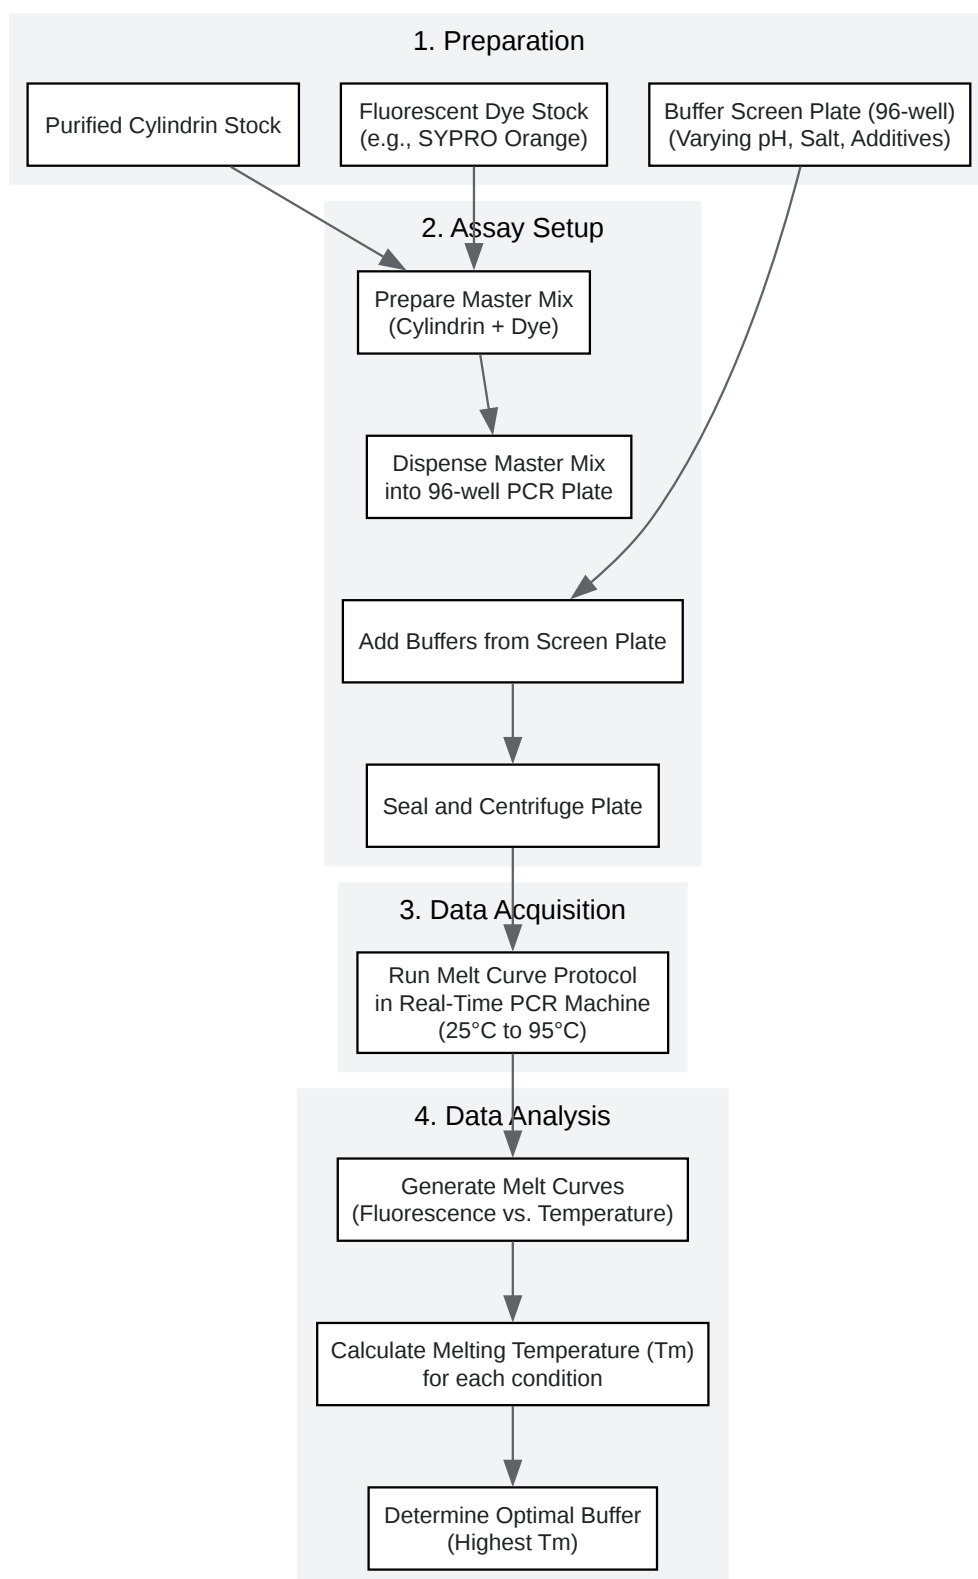 1. Preparation
Purified Cylindrin Stock
Fluorescent Dye Stock
(e.g., SYPRO Orange)
Buffer Screen Plate (96-well)
(Varying pH, Salt, Additives)
2. Assay Setup
Prepare Master Mix
(Cylindrin + Dye)
Dispense Master Mix
into 96-well PCR Plate
Add Buffers from Screen Plate
Seal and Centrifuge Plate
3. Data Acquisition
Run Melt Curve Protocol
in Real-Time PCR Machine
(25°C to 95°C)
4. Data Analysis
Generate Melt Curves
(Fluorescence vs. Temperature)
Calculate Melting Temperature (Tm)
for each condition
Determine Optimal Buffer
(Highest Tm)